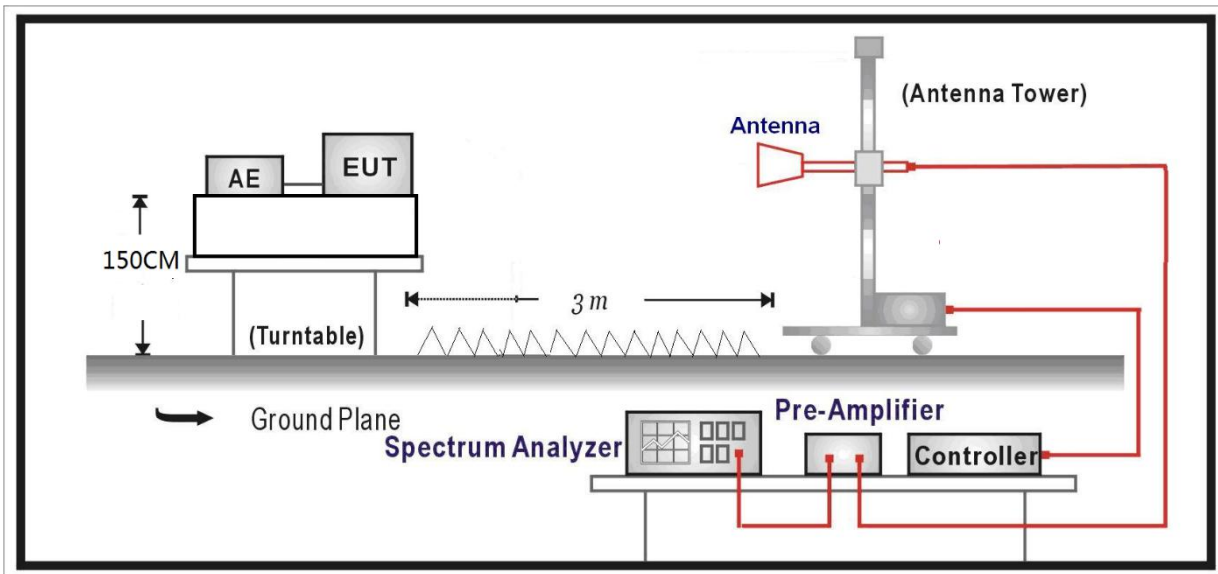 (Antenna Tower)
Antenna
AE
EUT
150CM
3 m
(Turntable)
Ground Plane
Spectrum Analyzer
Pre-Amplifier
Controller